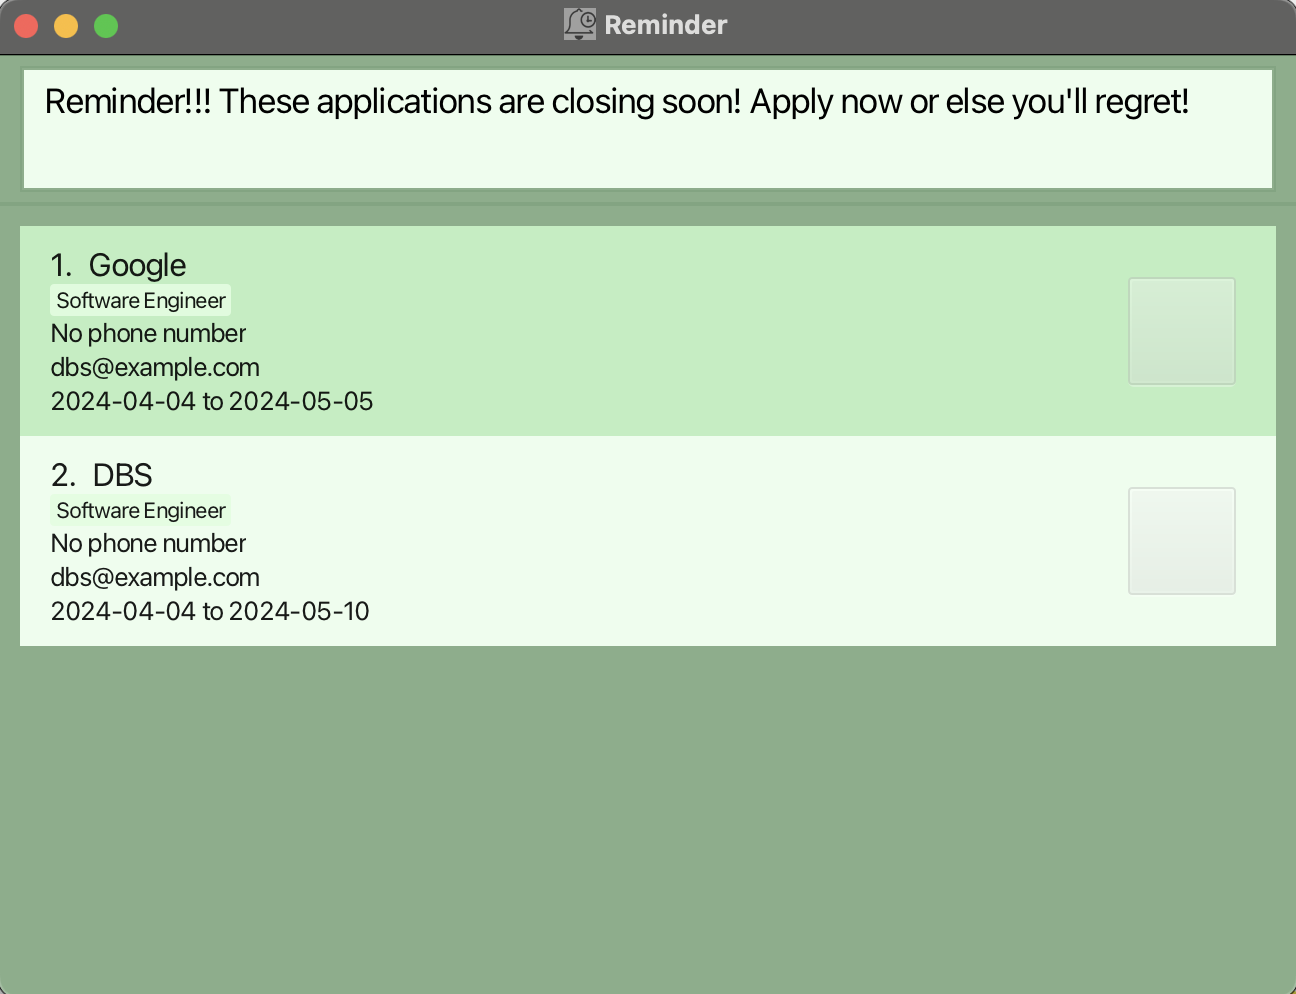 Reminder
Reminder!!! These applications are closing soon! Apply now or else you'll regret!
1. Google
Software Engineer
No phone number
dbs@example.com
2024-04-04 to 2024-05-05
2. DBS
Software Engineer
No phone number
dbs@example.com
2024-04-04 to 2024-05-10